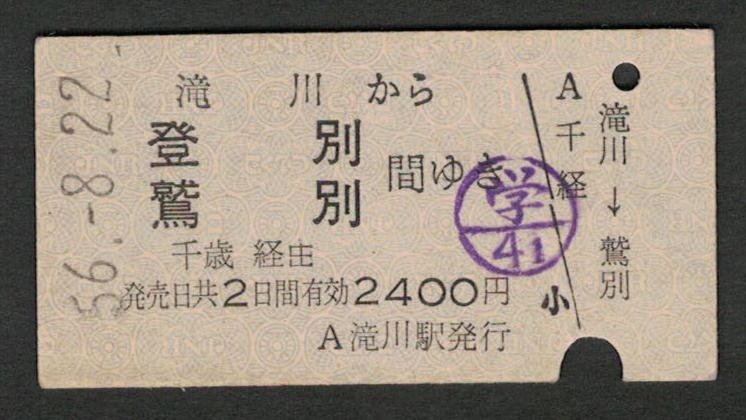 56.-8.22
滝川から
登別
鷲別
間ゆき
千歳経由
発売日共2日間有効2400円
A滝川駅発行
学
41
A千経
小
滝川→鷲別